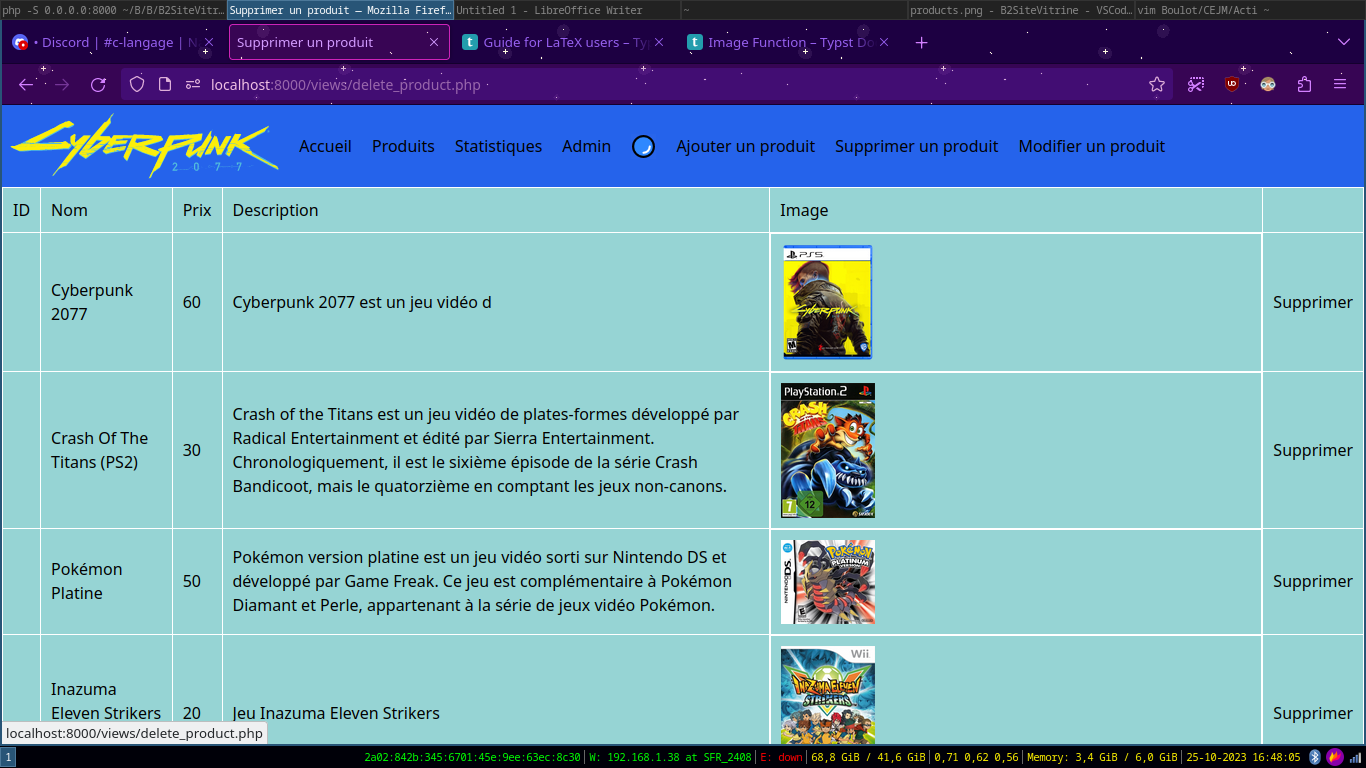 php -S 0.0.0.0:8000 ~/B/B/B2SiteVitr…
Supprimer un produit — Mozilla Firef…
Untitled 1 - LibreOffice Writer
~
products.png - B2SiteVitrine - VSCod…
vim Boulot/CEJM/Acti ~
• Discord | #c-langage | N
Supprimer un produit
Guide for LaTeX users – Ty
Image Function – Typst Do
localhost:8000/views/delete_product.php
CYBERPUNK
2077
Accueil
Produits
Statistiques
Admin
Ajouter un produit
Supprimer un produit
Modifier un produit
ID
Nom
Prix
Description
Image
Cyberpunk
2077
60
Cyberpunk 2077 est un jeu vidéo d
PS5
CYBERPUNK
Supprimer
Crash Of The
Titans (PS2)
30
Crash of the Titans est un jeu vidéo de plates-formes développé par
Radical Entertainment et édité par Sierra Entertainment.
Chronologiquement, il est le sixième épisode de la série Crash
Bandicoot, mais le quatorzième en comptant les jeux non-canons.
PlayStation.2
CRASH
7
12
Supprimer
Pokémon
Platine
50
Pokémon version platine est un jeu vidéo sorti sur Nintendo DS et
développé par Game Freak. Ce jeu est complémentaire à Pokémon
Diamant et Perle, appartenant à la série de jeux vidéo Pokémon.
NINTENDO DS
POKéMON
PLATINUM
VERSION
E
Supprimer
Inazuma
Eleven Strikers
20
Jeu Inazuma Eleven Strikers
Wii
INAZUMA ELEVEN
STRIKERS
Supprimer
localhost:8000/views/delete_product.php
1
2a02:842b:345:6701:45e:9ee:63ec:8c30
W: 192.168.1.38 at SFR_2408
E: down
68,8 GiB / 41,6 GiB
0,71 0,62 0,56
Memory: 3,4 GiB / 6,0 GiB
25-10-2023 16:48:05